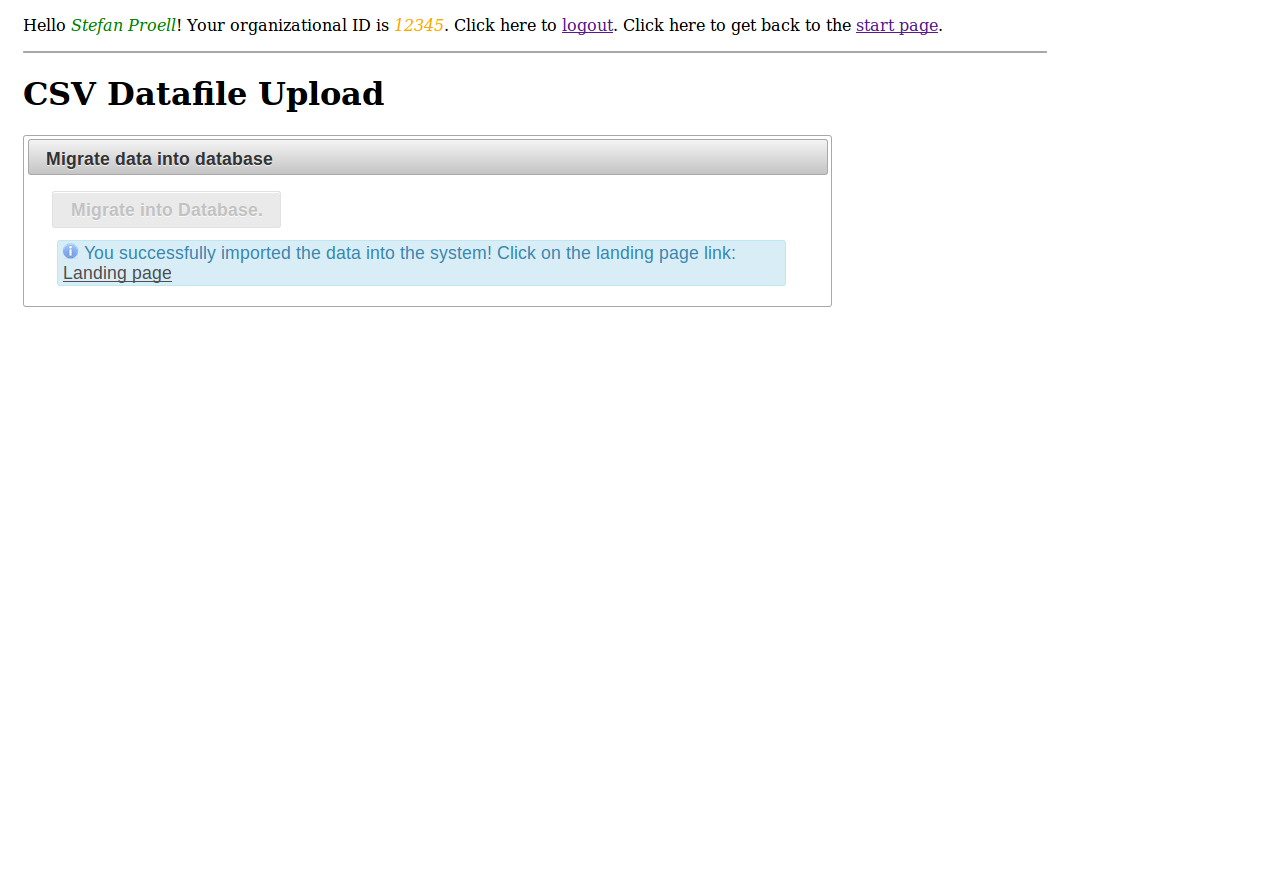 Hello Stefan Proell! Your organizational ID is 12345. Click here to logout. Click here to get back to the start page.
CSV Datafile Upload
Migrate data into database
Migrate into Database.
You successfully imported the data into the system! Click on the landing page link:
Landing page